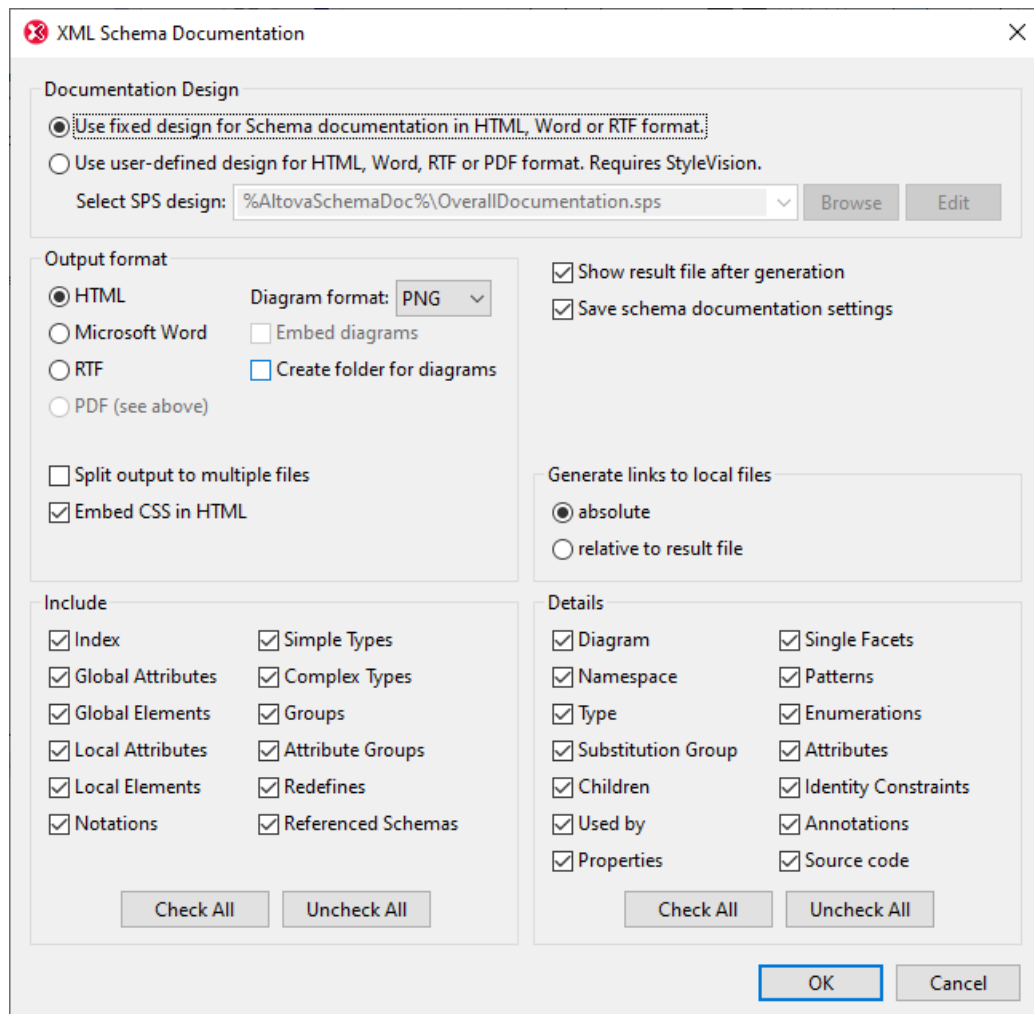 XML Schema Documentation
Documentation Design
Use fixed design for Schema documentation in HTML, Word or RTF format.
Use user-defined design for HTML, Word, RTF or PDF format. Requires StyleVision.
Select SPS design: %AltovaSchemaDoc%\OverallDocumentation.sps Browse Edit
Output format
HTML Diagram format: PNG
Microsoft Word Embed diagrams
RTF Create folder for diagrams
PDF (see above)
Split output to multiple files
Embed CSS in HTML
Show result file after generation
Save schema documentation settings
Generate links to local files
absolute
relative to result file
Include
Index Simple Types
Global Attributes Complex Types
Global Elements Groups
Local Attributes Attribute Groups
Local Elements Redefines
Notations Referenced Schemas
Check All Uncheck All
Details
Diagram Single Facets
Namespace Patterns
Type Enumerations
Substitution Group Attributes
Children Identity Constraints
Used by Annotations
Properties Source code
Check All Uncheck All
OK Cancel